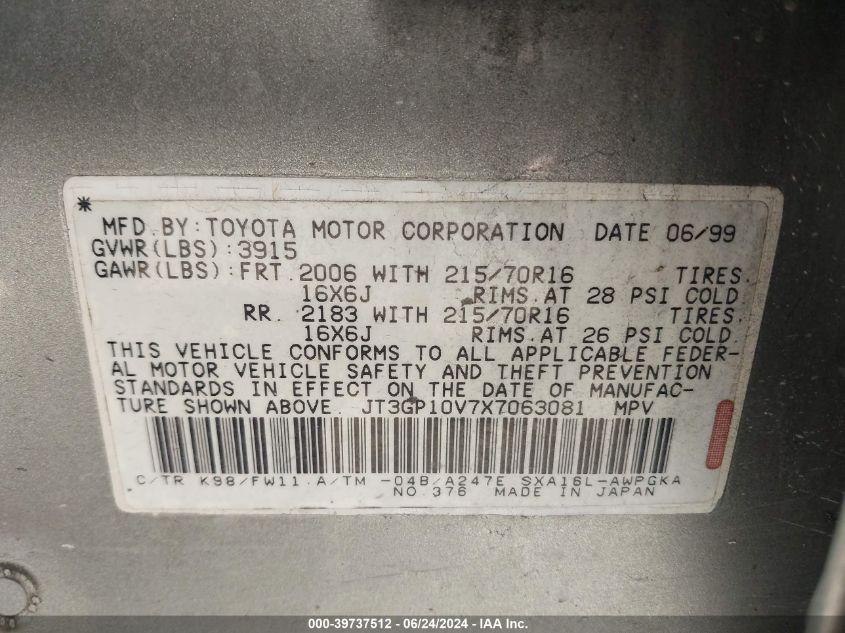 *
MFD.BY:TOYOTA MOTOR CORPORATION DATE 06/99
GVWR(LBS):3915
GAWR(LBS):FRT.2006 WITH 215/70R16 TIRES.
16X6J RIMS.AT 28 PSI COLD
RR. 2183 WITH 215/70R16 TIRES.
16X6J RIMS.AT 26 PSI COLD.
THIS VEHICLE CONFORMS TO ALL APPLICABLE FEDER-
AL MOTOR VEHICLE SAFETY AND THEFT PREVENTION
STANDARDS IN EFFECT ON THE DATE OF MANUFAC-
TURE SHOWN ABOVE. JT3GP10V7X7063081 MPV
C/TR K98/FW11.A/TM -04B/A247E SXA16L-AWPGKA
NO.376 MADE IN JAPAN
000-39737512 - 06/24/2024 - IAA Inc.